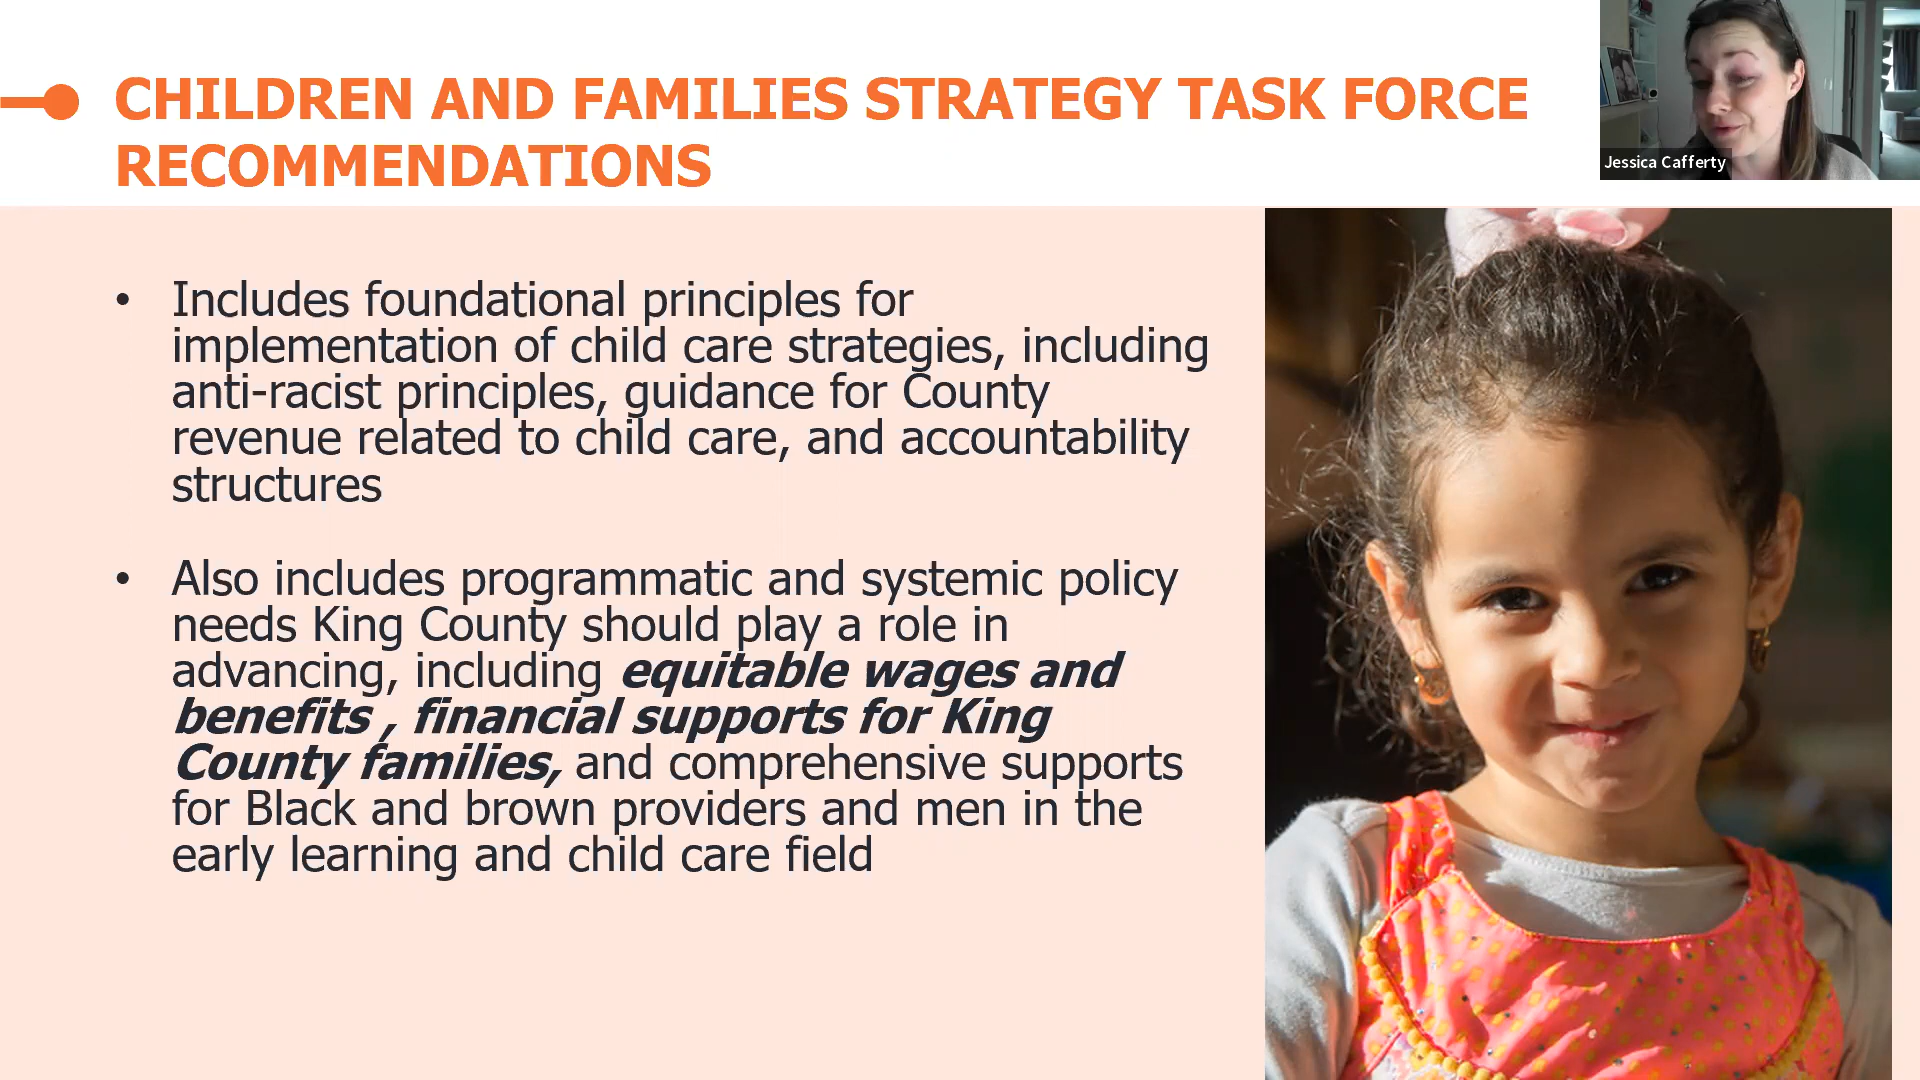 CHILDREN AND FAMILIES STRATEGY TASK FORCE
RECOMMENDATIONS
Jessica Cafferty
• Includes foundational principles for
implementation of child care strategies, including
anti-racist principles, guidance for County
revenue related to child care, and accountability
structures
• Also includes programmatic and systemic policy
needs King County should play a role in
advancing, including equitable wages and
benefits , financial supports for King
County families, and comprehensive supports
for Black and brown providers and men in the
early learning and child care field